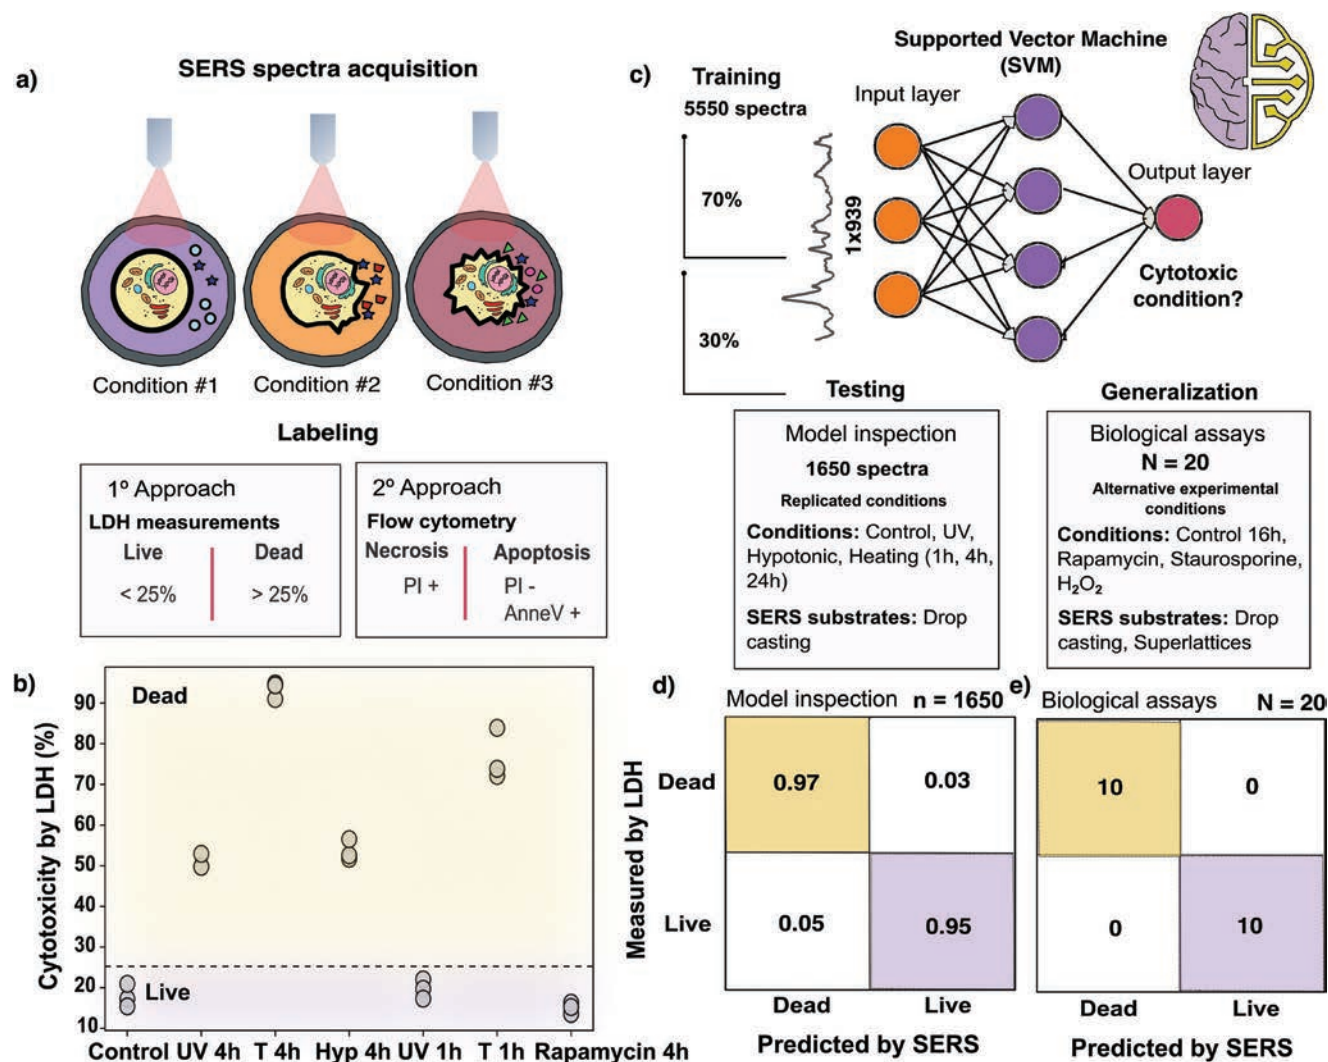 a)
SERS spectra acquisition
Condition #1
Condition #2
Condition #3
Labeling
1º Approach
LDH measurements
Live
Dead
< 25%
> 25%
2º Approach
Flow cytometry
Necrosis
Apoptosis
PI +
PI -
AnneV +
b)
Dead
Live
Cytotoxicity by LDH (%)
90
80
70
60
50
40
30
20
10
Control UV 4h T 4h Hyp 4h UV 1h T 1h Rapamycin 4h
c)
Training
5550 spectra
70%
30%
1x939
Supported Vector Machine
(SVM)
Input layer
Output layer
Cytotoxic
condition?
Testing
Model inspection
1650 spectra
Replicated conditions
Conditions: Control, UV,
Hypotonic, Heating (1h, 4h,
24h)
SERS substrates: Drop
casting
Generalization
Biological assays
N = 20
Alternative experimental
conditions
Conditions: Control 16h,
Rapamycin, Staurosporine,
H₂O₂
SERS substrates: Drop
casting, Superlattices
d)
Model inspection n = 1650
Measured by LDH
Dead
Live
0.97
0.03
0.05
0.95
Dead
Live
Predicted by SERS
e)
Biological assays N = 20
10
0
0
10
Dead
Live
Predicted by SERS